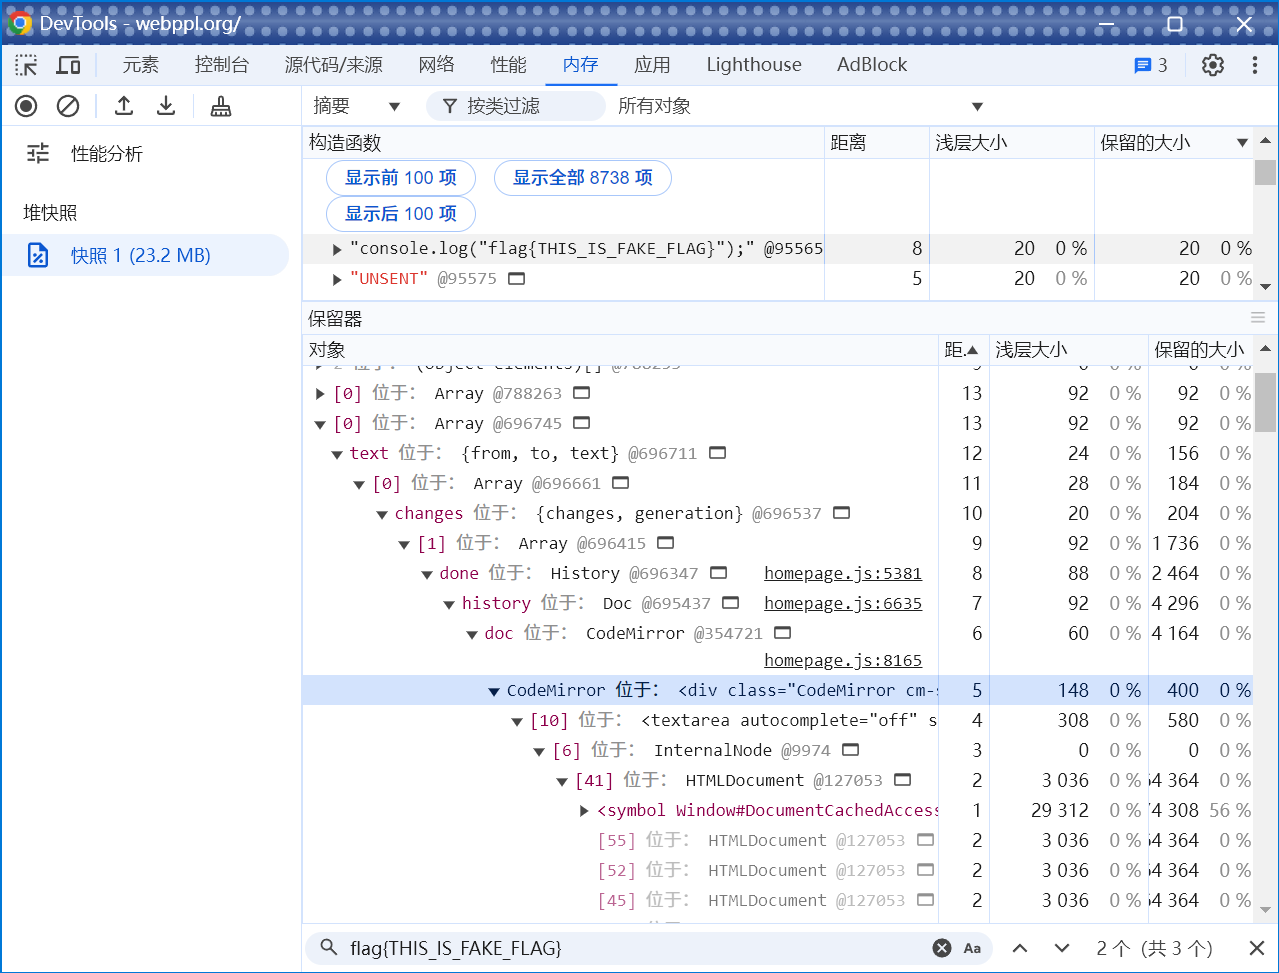 DevTools - webppl.org/
元素 控制台 源代码/来源 网络 性能 内存 应用 Lighthouse AdBlock 3
摘要 按类过滤 所有对象
性能分析
堆快照
快照 1 (23.2 MB)
构造函数 距离 浅层大小 保留的大小
显示前 100 项 显示全部 8738 项
显示后 100 项
"console.log("flag{THIS_IS_FAKE_FLAG}");" @95565 8 20 0 % 20 0 %
"UNSENT" @95575 5 20 0 % 20 0 %
保留器
对象 距. 浅层大小 保留的大小
[0] 位于： Array @788263 13 92 0 % 92 0 %
[0] 位于： Array @696745 13 92 0 % 92 0 %
text 位于： {from, to, text} @696711 12 24 0 % 156 0 %
[0] 位于： Array @696661 11 28 0 % 184 0 %
changes 位于： {changes, generation} @696537 10 20 0 % 204 0 %
[1] 位于： Array @696415 9 92 0 % 1 736 0 %
done 位于： History @696347 homepage.js:5381 8 88 0 % 2 464 0 %
history 位于： Doc @695437 homepage.js:6635 7 92 0 % 4 296 0 %
doc 位于： CodeMirror @354721 6 60 0 % 4 164 0 %
homepage.js:8165
CodeMirror 位于： <div class="CodeMirror cm-s 5 148 0 % 400 0 %
[10] 位于： <textarea autocomplete="off" s 4 308 0 % 580 0 %
[6] 位于： InternalNode @9974 3 0 0 % 0 0 %
[41] 位于： HTMLDocument @127053 2 3 036 0 % 64 364 0 %
<symbol Window#DocumentCachedAccess 1 29 312 0 % 74 308 56 %
[55] 位于： HTMLDocument @127053 2 3 036 0 % 64 364 0 %
[52] 位于： HTMLDocument @127053 2 3 036 0 % 64 364 0 %
[45] 位于： HTMLDocument @127053 2 3 036 0 % 64 364 0 %
flag{THIS_IS_FAKE_FLAG} Aa 2 个（共 3 个）